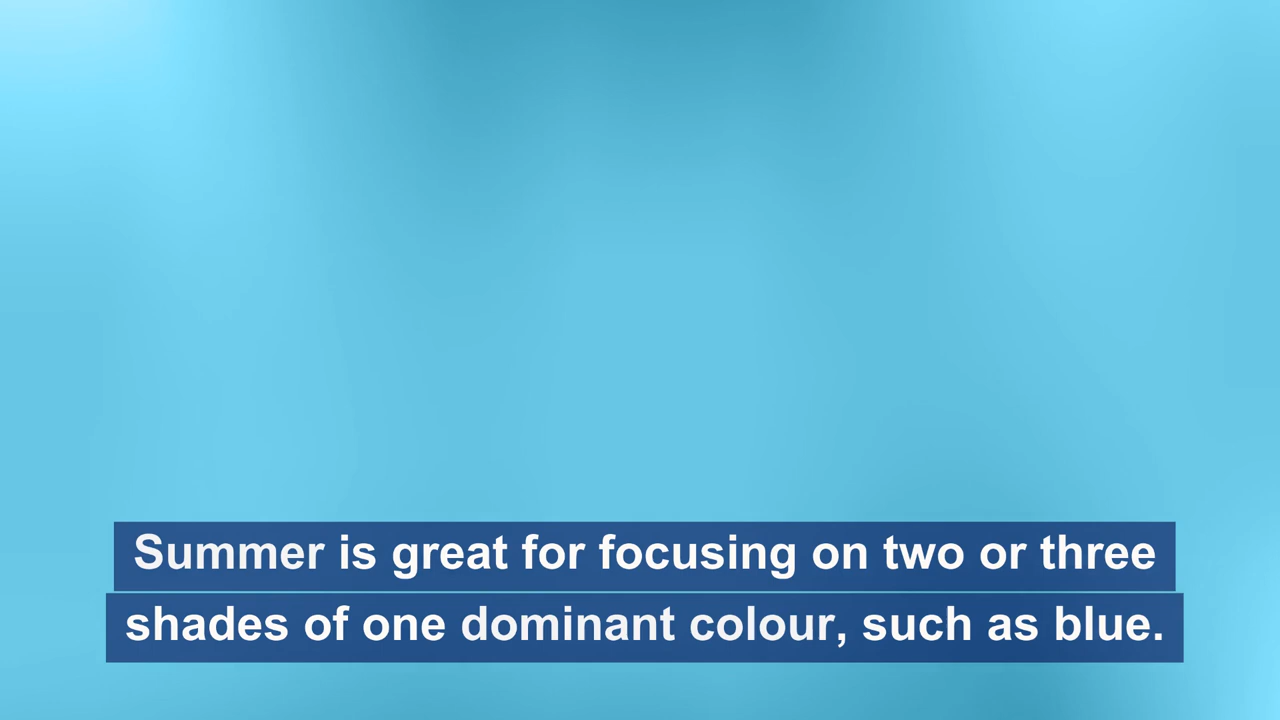 Summer is great for focusing on two or three
shades of one dominant colour, such as blue.